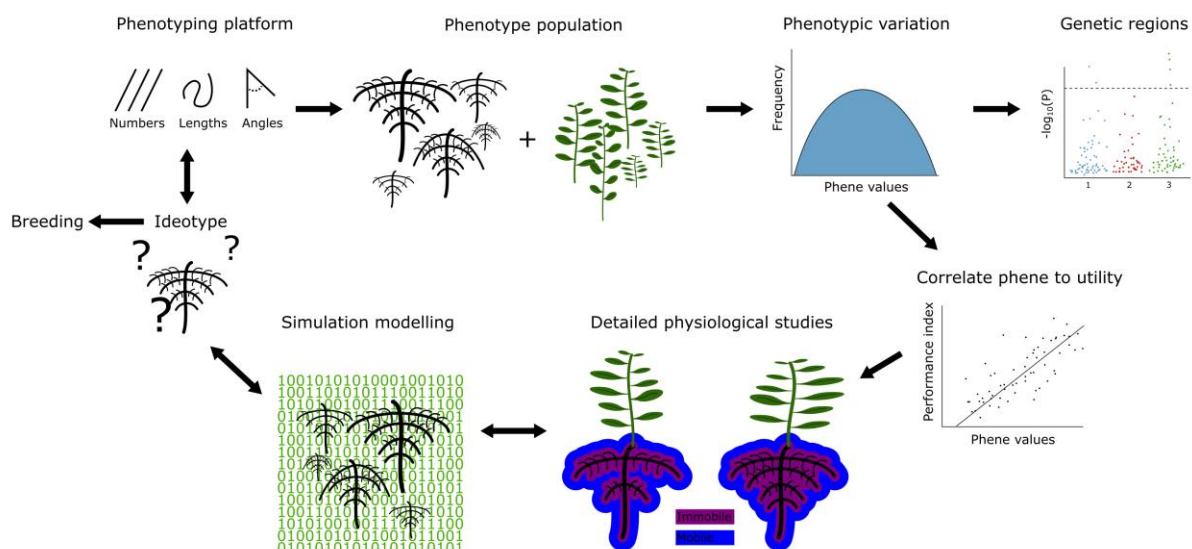 Phenotyping platform
Phenotype population
Phenotypic variation
Genetic regions
Numbers
Lengths
Angles
+
Frequency
Phene values
-log₁₀(P)
1
2
3
Breeding
Ideotype
?
?
?
Correlate phene to utility
Performance index
Phene values
Simulation modelling
Detailed physiological studies
Immobile
Mobile